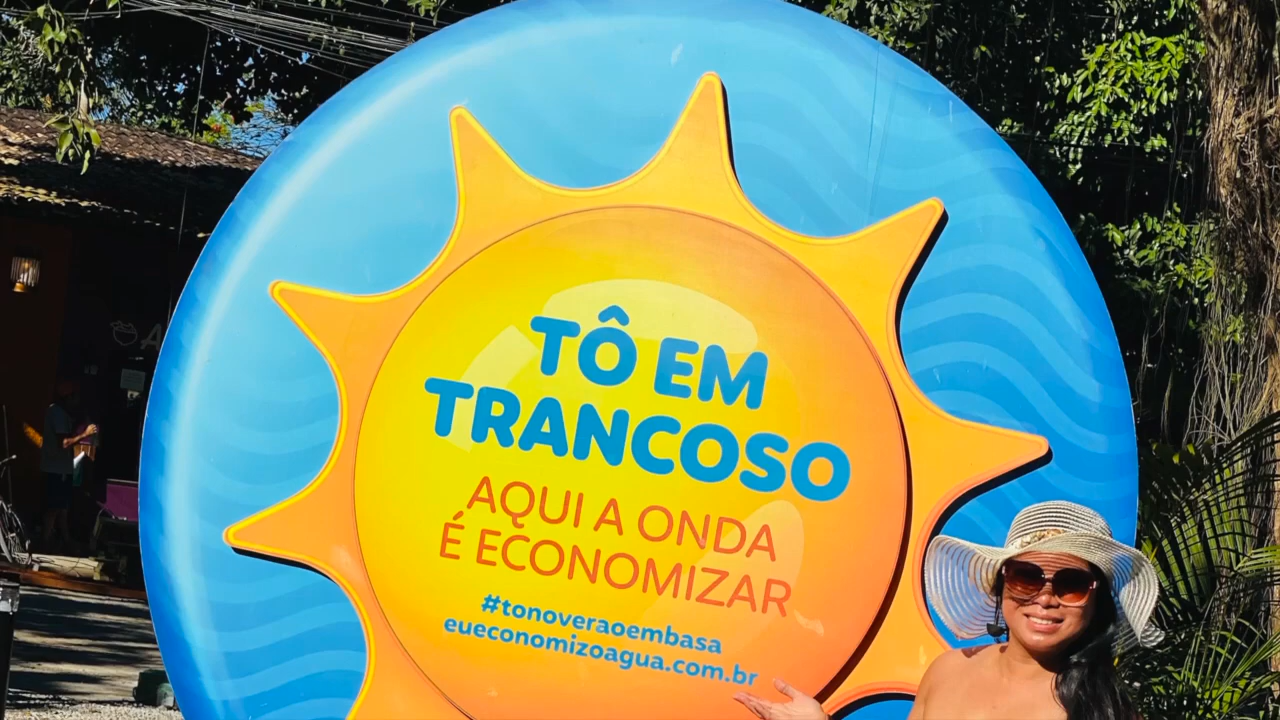 TÔ EM
TRANCOSO
AQUI A ONDA
É ECONOMIZAR
#tonoveraoembasa
eueconomizoagua.com.br